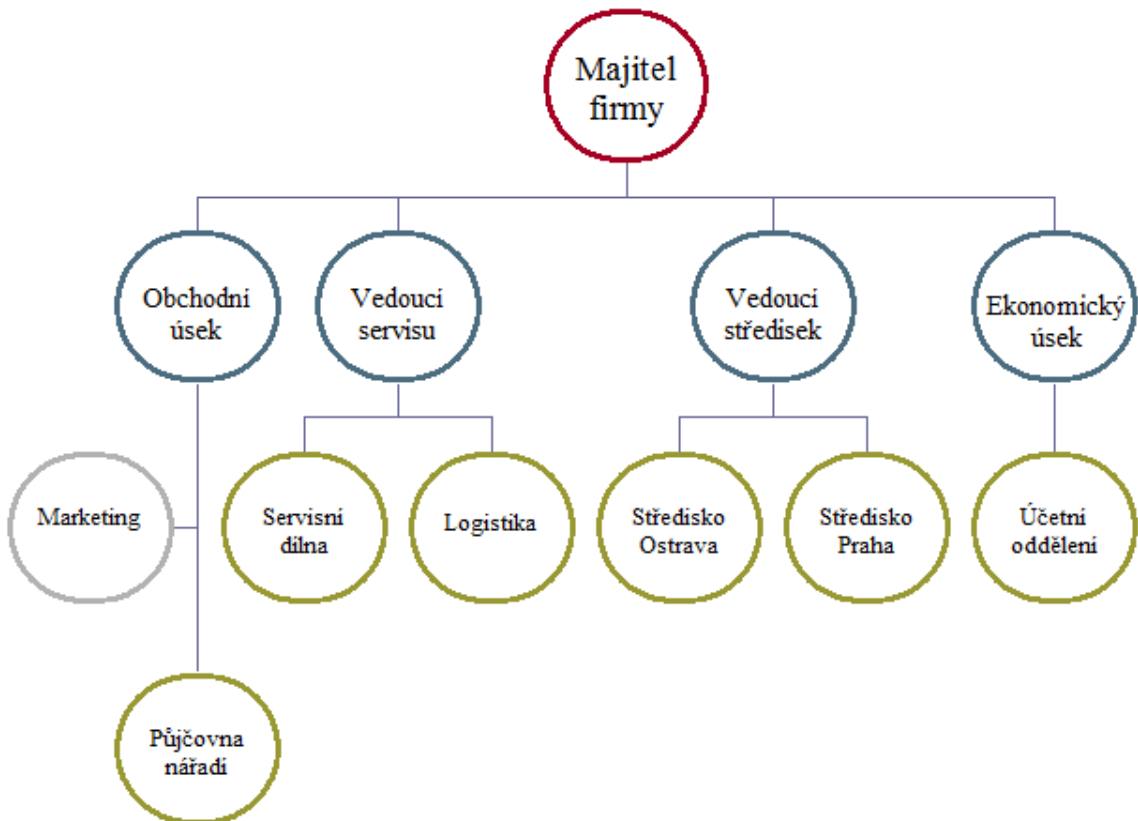 Majitel
firmy
Obchodní
úsek
Vedoucí
servisu
Vedoucí
středisek
Ekonomický
úsek
Marketing
Servisní
dílna
Logistika
Středisko
Ostrava
Středisko
Praha
Účetní
oddělení
Půjčovna
nářadí